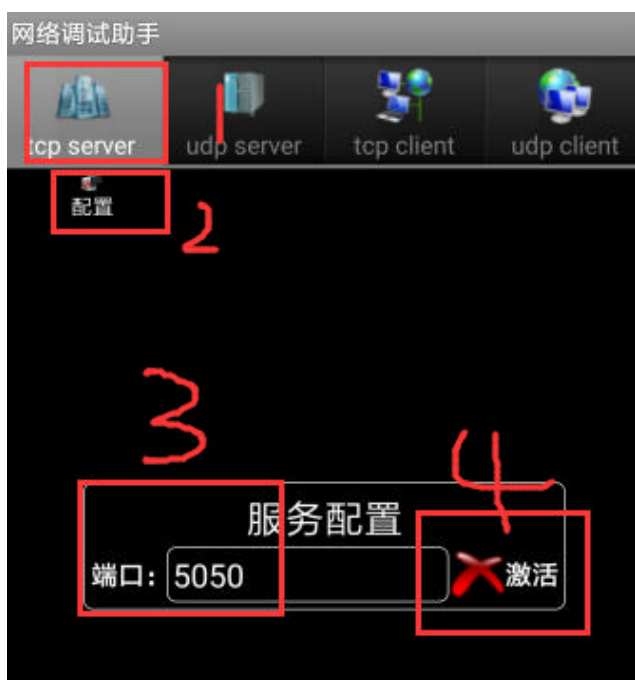 网络调试助手
tcp server udp server tcp client udp client
1
配置
2
3
4
服务配置
端口: 5050 激活